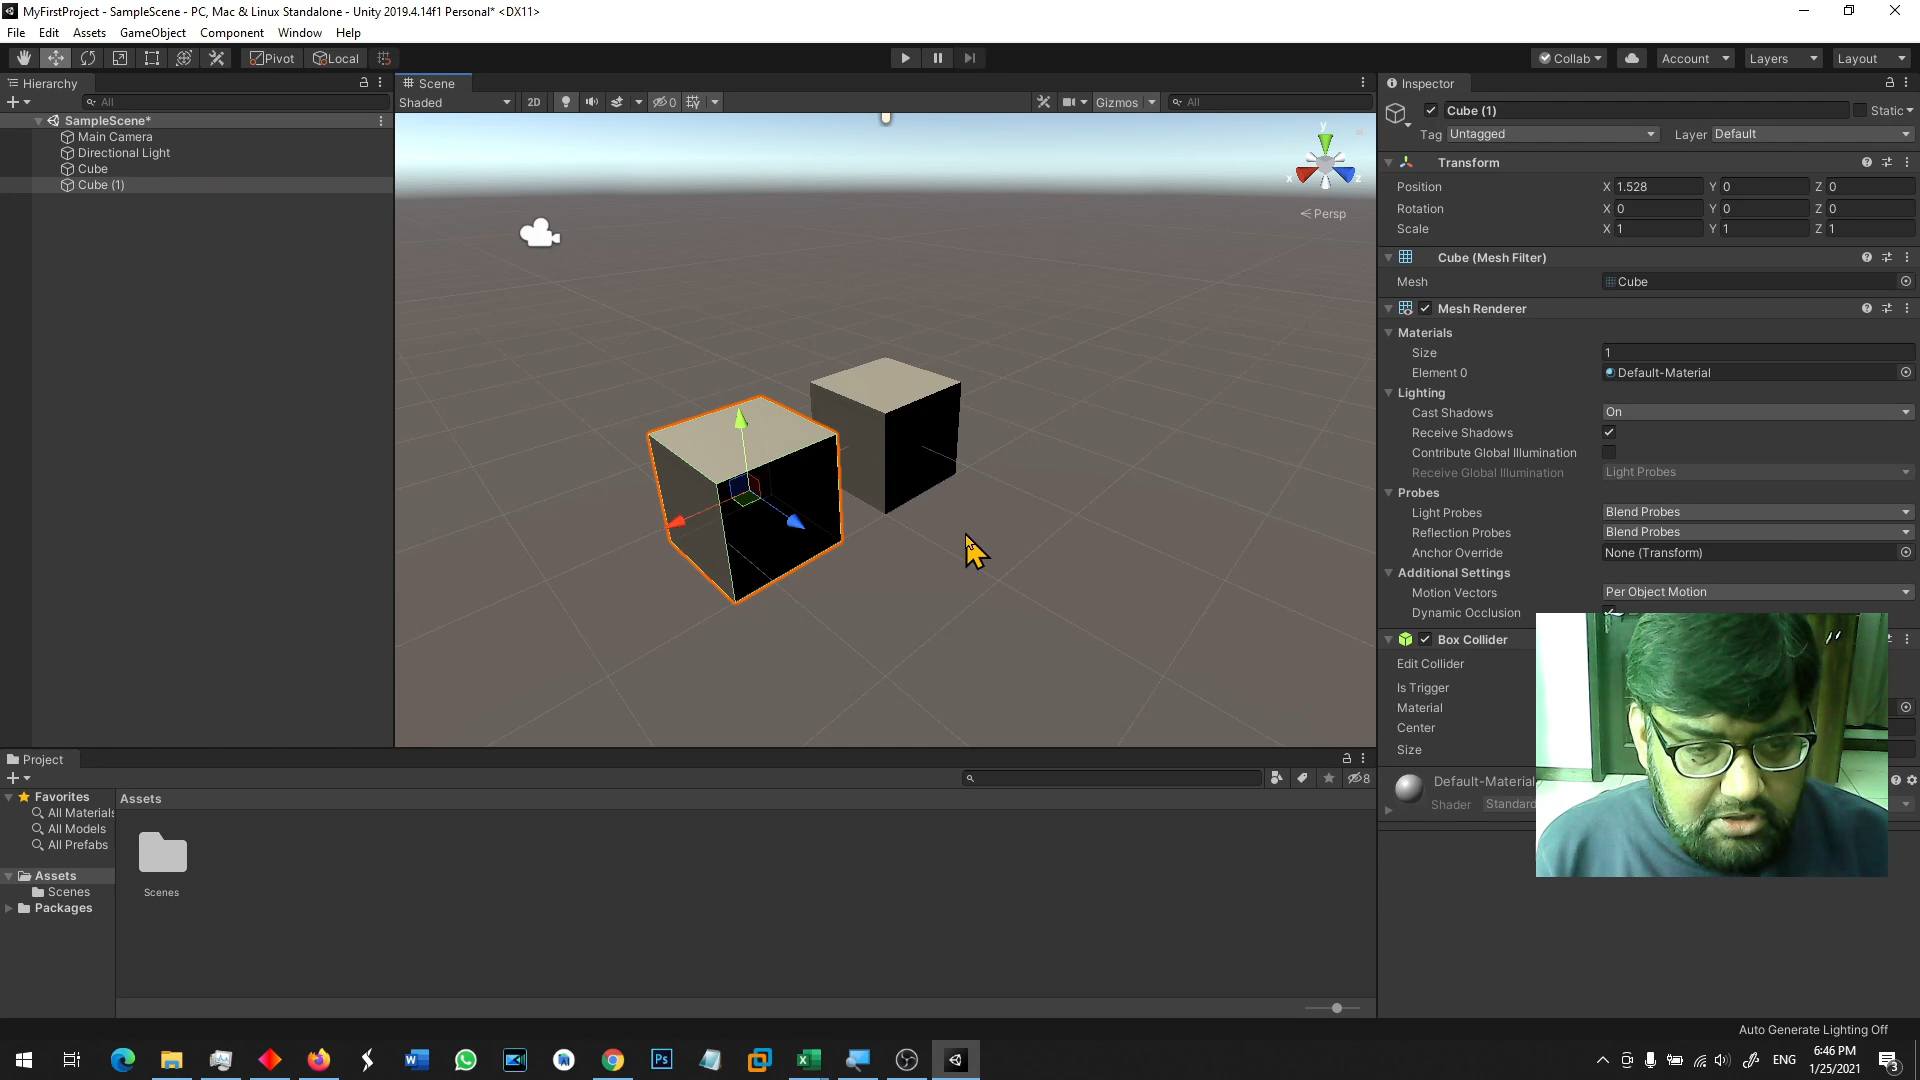 MyFirstProject - SampleScene - PC, Mac & Linux Standalone - Unity 2019.4.14f1 Personal* <DX11>
File Edit Assets GameObject Component Window Help
Pivot Local Collab Account Layers Layout
Hierarchy
All
SampleScene*
Main Camera
Directional Light
Cube
Cube (1)
Scene
Shaded 2D 0 Gizmos All
y
x z
Persp
Inspector
Cube (1) Static
Tag Untagged Layer Default
Transform
Position X 1.528 Y 0 Z 0
Rotation X 0 Y 0 Z 0
Scale X 1 Y 1 Z 1
Cube (Mesh Filter)
Mesh Cube
Mesh Renderer
Materials
Size 1
Element 0 Default-Material
Lighting
Cast Shadows On
Receive Shadows
Contribute Global Illumination
Receive Global Illumination Light Probes
Probes
Light Probes Blend Probes
Reflection Probes Blend Probes
Anchor Override None (Transform)
Additional Settings
Motion Vectors Per Object Motion
Dynamic Occlusion
Box Collider
Edit Collider
Is Trigger
Material
Center
Size
Default-Material
Shader Standard
Project
8
Favorites
All Materials
All Models
All Prefabs
Assets
Scenes
Packages
Assets
Scenes
Auto Generate Lighting Off
ENG
6:46 PM
1/25/2021
3